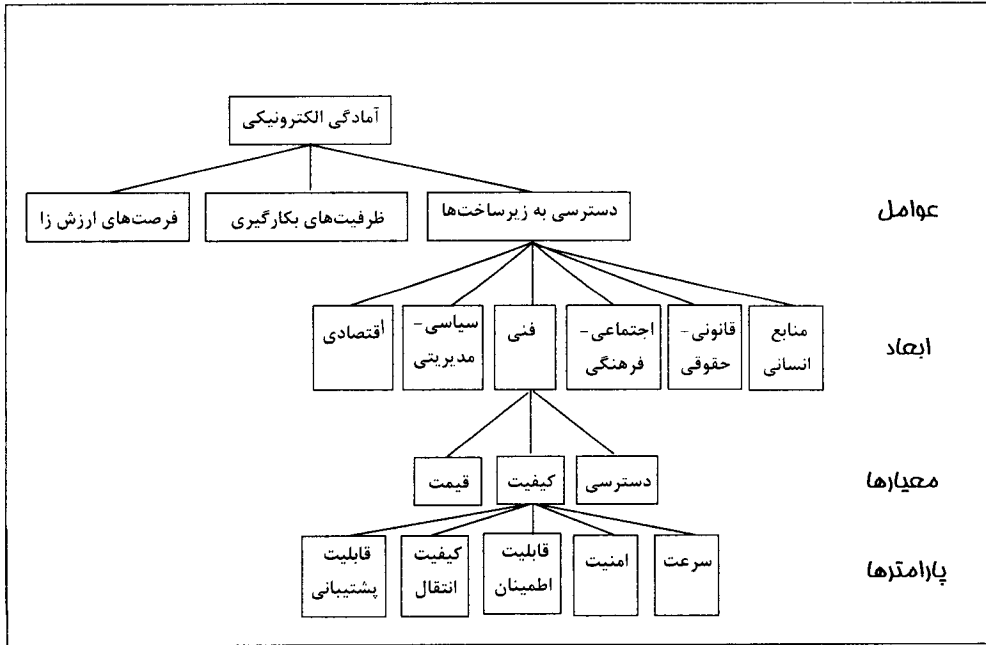 آمادگی الکترونیکی
عوامل
دسترسی به زیرساخت‌ها
ظرفیت‌های بکارگیری
فرصت‌های ارزش زا
ابعاد
منابع
انسانی
قانونی-
حقوقی
اجتماعی-
فرهنگی
فنی
سیاسی-
مدیریتی
اقتصادی
معیارها
دسترسی
کیفیت
قیمت
پارامترها
سرعت
امنیت
قابلیت
اطمینان
کیفیت
انتقال
قابلیت
پشتیبانی